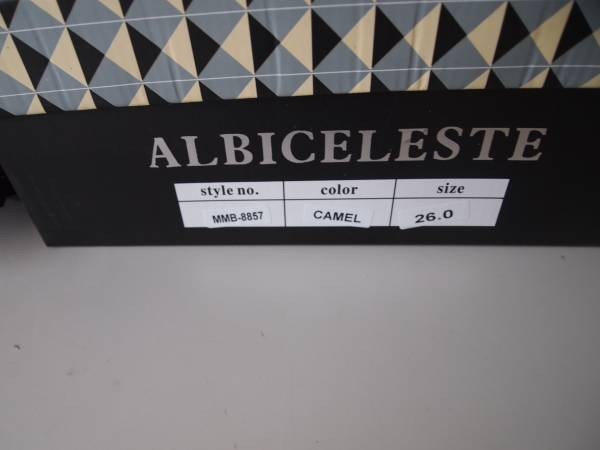 ALBICELESTE
style no. color size
MMB-8857 CAMEL 26.0